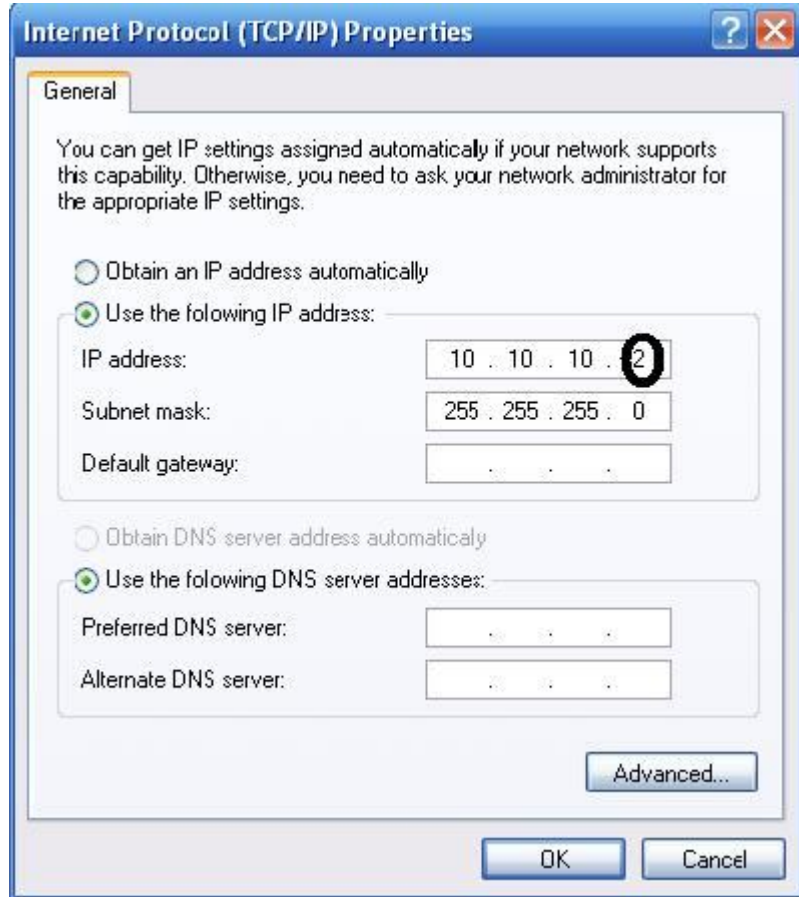 Internet Protocol (TCP/IP) Properties
General
You can get IP settings assigned automatically if your network supports
this capability. Otherwise, you need to ask your network administrator for
the appropriate IP settings.
Obtain an IP address automatically
Use the following IP address:
IP address: 10 . 10 . 10 . 2
Subnet mask: 255 . 255 . 255 . 0
Default gateway: . . .
Obtain DNS server address automatically
Use the following DNS server addresses:
Preferred DNS server: . . .
Alternate DNS server: . . .
Advanced...
OK Cancel